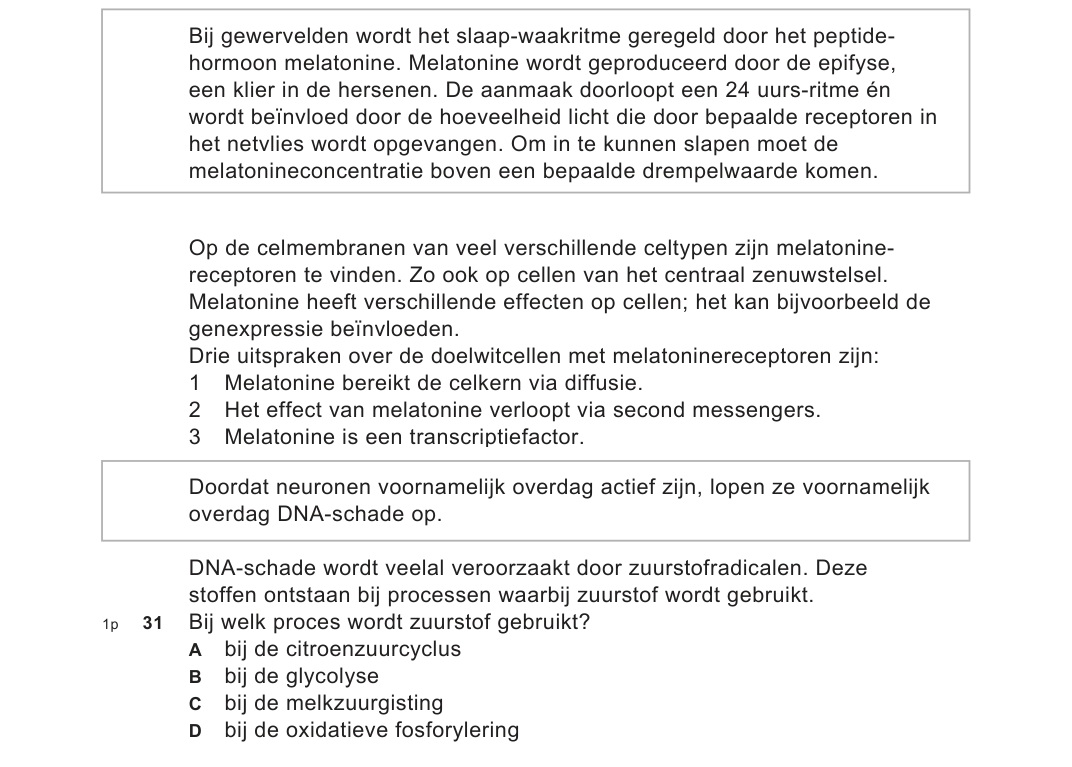 Bij gewervelden wordt het slaap-waakritme geregeld door het peptide-
hormoon melatonine. Melatonine wordt geproduceerd door de epifyse,
een klier in de hersenen. De aanmaak doorloopt een 24 uurs-ritme én
wordt beïnvloed door de hoeveelheid licht die door bepaalde receptoren in
het netvlies wordt opgevangen. Om in te kunnen slapen moet de
melatonineconcentratie boven een bepaalde drempelwaarde komen.
Op de celmembranen van veel verschillende celtypen zijn melatonine-
receptoren te vinden. Zo ook op cellen van het centraal zenuwstelsel.
Melatonine heeft verschillende effecten op cellen; het kan bijvoorbeeld de
genexpressie beïnvloeden.
Drie uitspraken over de doelwitcellen met melatoninereceptoren zijn:
1 Melatonine bereikt de celkern via diffusie.
2 Het effect van melatonine verloopt via second messengers.
3 Melatonine is een transcriptiefactor.
Doordat neuronen voornamelijk overdag actief zijn, lopen ze voornamelijk
overdag DNA-schade op.
DNA-schade wordt veelal veroorzaakt door zuurstofradicalen. Deze
stoffen ontstaan bij processen waarbij zuurstof wordt gebruikt.
1p 31 Bij welk proces wordt zuurstof gebruikt?
A bij de citroenzuurcyclus
B bij de glycolyse
C bij de melkzuurgisting
D bij de oxidatieve fosforylering